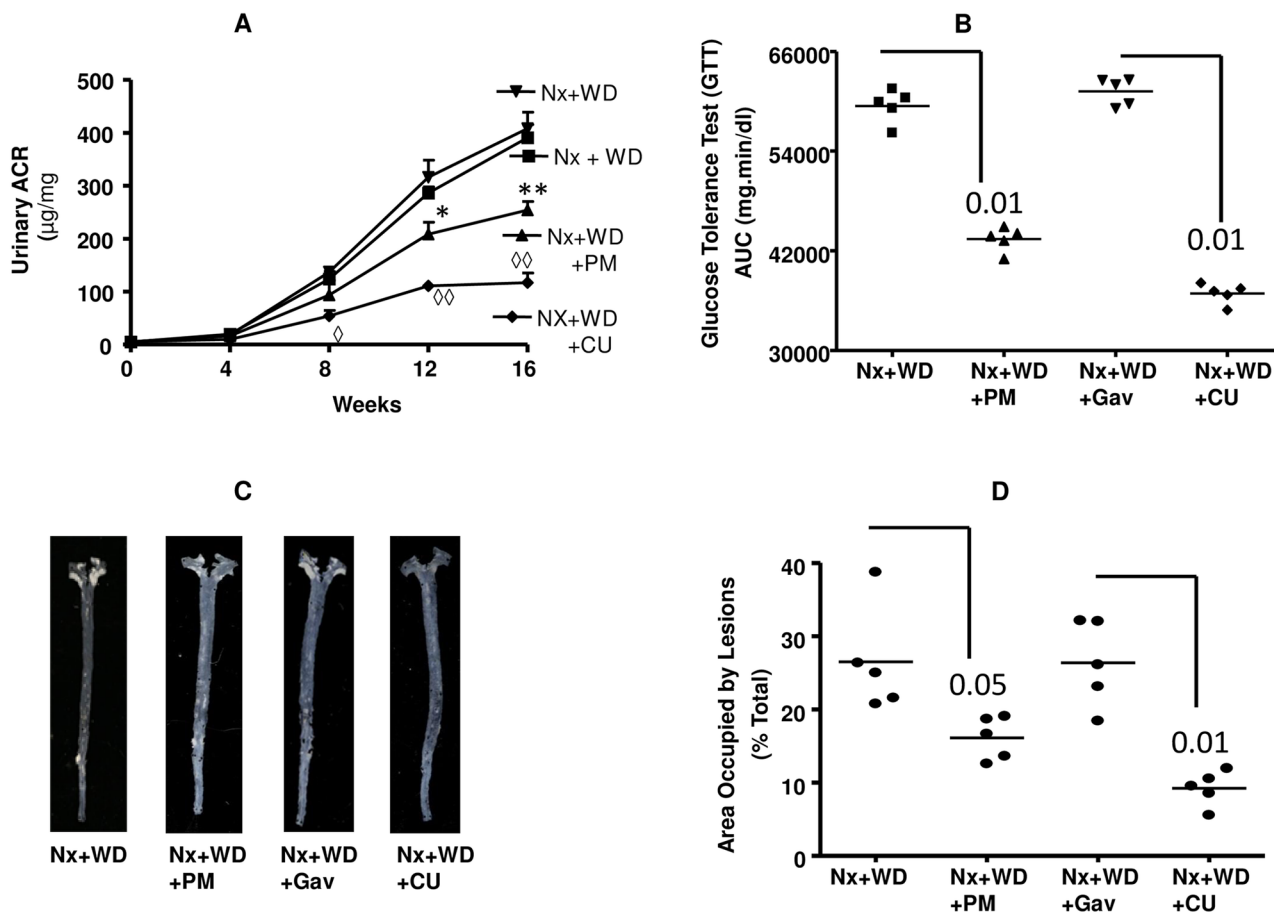 A
Urinary ACR
(µg/mg
500
400
300
200
100
0
0 4 8 12 16
Weeks
Nx+WD
Nx + WD
**
*
Nx+WD
+PM
◊◊
◊◊
NX+WD
+CU
◊
B
Glucose Tolerance Test (GTT)
AUC (mg.min/dl)
66000
54000
42000
30000
0.01
0.01
Nx+WD Nx+WD Nx+WD Nx+WD
+PM +Gav +CU
C
Nx+WD Nx+WD Nx+WD Nx+WD
+PM +Gav +CU
D
Area Occupied by Lesions
(% Total)
40
30
20
10
0
0.05
0.01
Nx+WD Nx+WD Nx+WD Nx+WD
+PM +Gav +CU